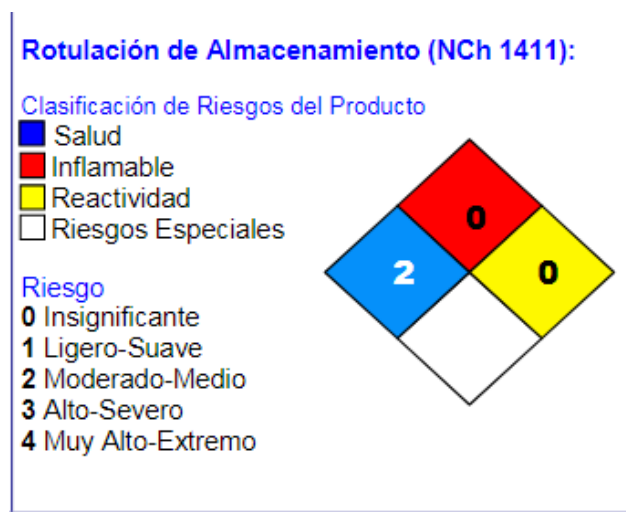 Rotulación de Almacenamiento (NCh 1411):
Clasificación de Riesgos del Producto
Salud
Inflamable
Reactividad
Riesgos Especiales
Riesgo
0 Insignificante
1 Ligero-Suave
2 Moderado-Medio
3 Alto-Severo
4 Muy Alto-Extremo
0
2
0